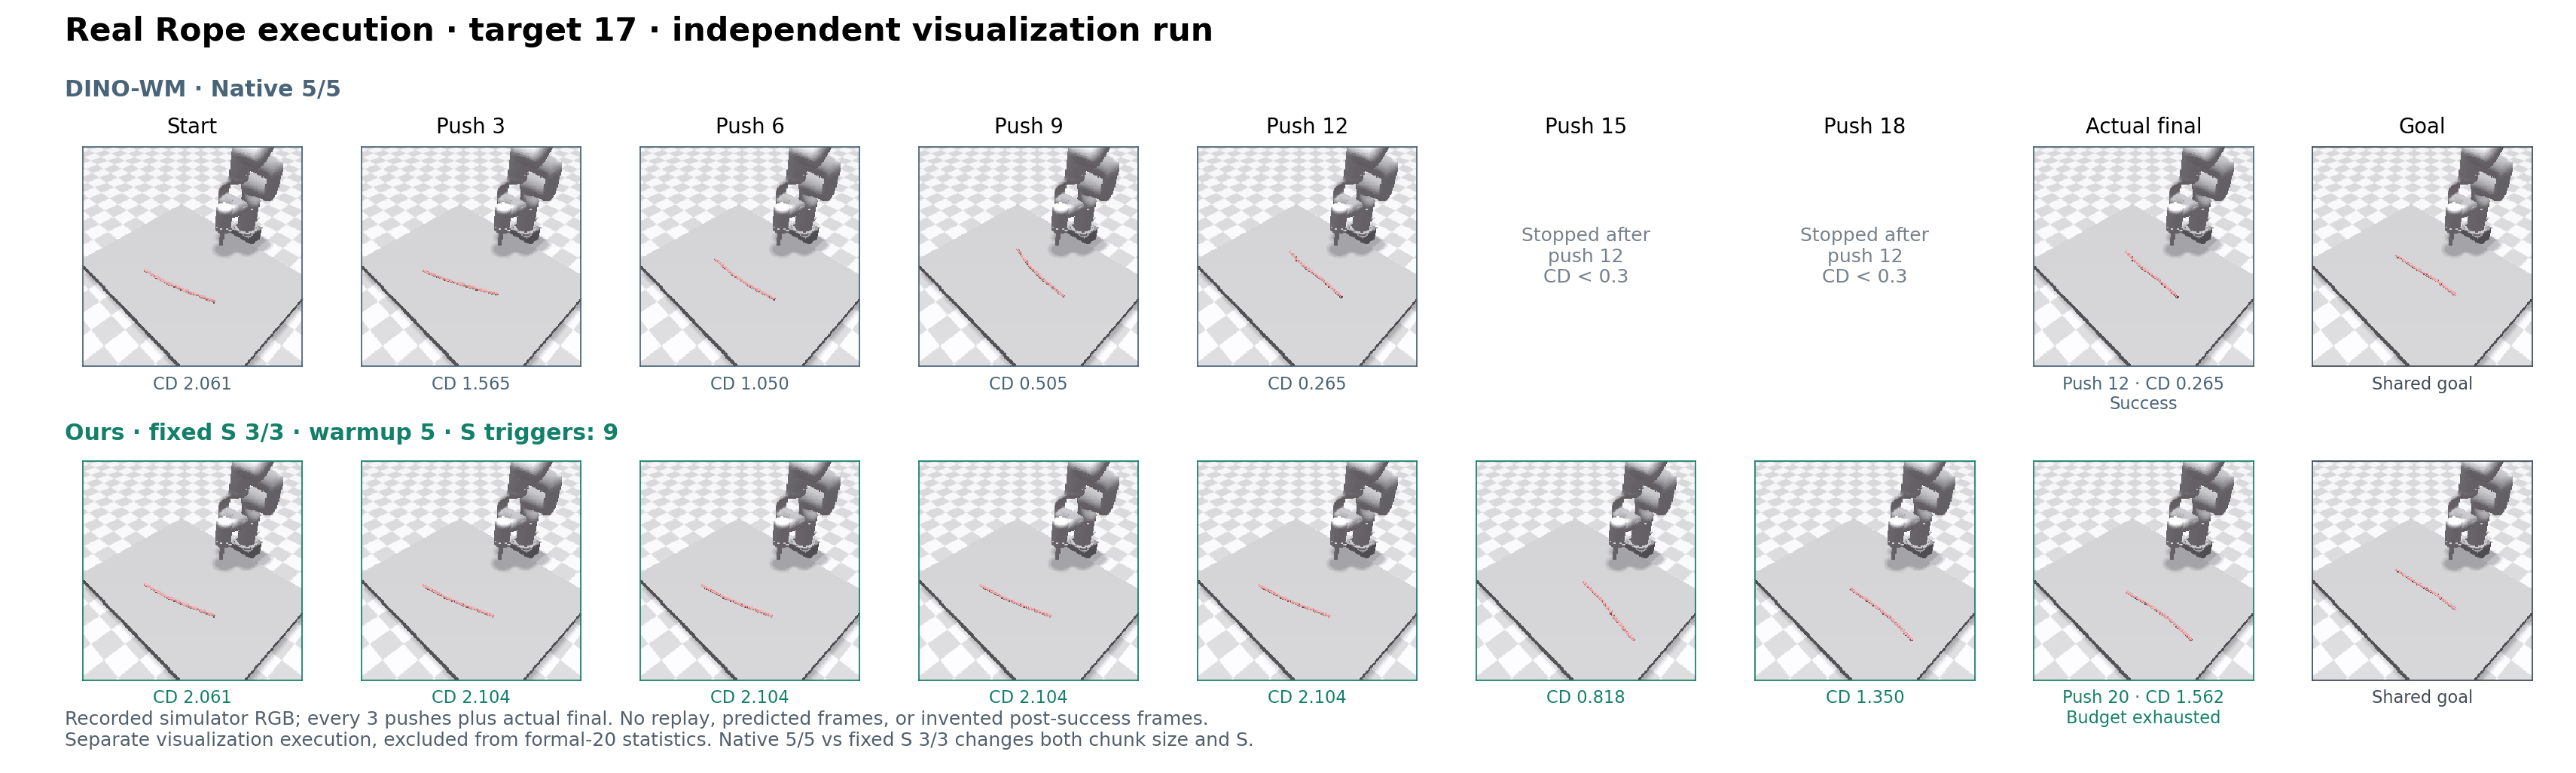 Real Rope execution · target 17 · independent visualization run
DINO-WM · Native 5/5
Start
Push 3
Push 6
Push 9
Push 12
Push 15
Push 18
Actual final
Goal
Stopped after
push 12
CD < 0.3
Stopped after
push 12
CD < 0.3
CD 2.061
CD 1.565
CD 1.050
CD 0.505
CD 0.265
Push 12 · CD 0.265
Success
Shared goal
Ours · fixed S 3/3 · warmup 5 · S triggers: 9
CD 2.061
CD 2.104
CD 2.104
CD 2.104
CD 2.104
CD 0.818
CD 1.350
Push 20 · CD 1.562
Budget exhausted
Shared goal
Recorded simulator RGB; every 3 pushes plus actual final. No replay, predicted frames, or invented post-success frames.
Separate visualization execution, excluded from formal-20 statistics. Native 5/5 vs fixed S 3/3 changes both chunk size and S.